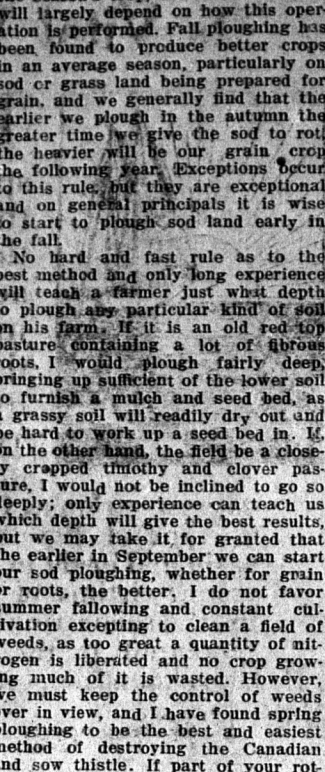 will largely depend on how this oper-
ation is performed. Fall ploughing has
been found to produce better crops
in an average season, particularly on
sod or grass land being prepared for
grain, and we generally find that the
earlier we plough in the autumn the
greater time we give the sod to rot
the heavier will be our grain crop
the following year. Exceptions occur
to this rule, but they are exceptional
and on general principals it is wise
to start to plough sod land early in
the fall.
No hard and fast rule as to the
best method and only long experience
will teach a farmer just what depth
to plough any particular kind of soil
on his farm. If it is an old red top
pasture containing a lot of fibrous
roots, I would plough fairly deep,
bringing up sufficient of the lower soil
to furnish a mulch and seed bed, as
a grassy soil will readily dry out and
be hard to work up a seed bed in. If,
on the other hand, the field be a close-
ly cropped timothy and clover pas-
ture, I would not be inclined to go so
deeply; only experience can teach us
which depth will give the best results,
but we may take it for granted that
the earlier in September we can start
our sod ploughing, whether for grain
or roots, the better. I do not favor
summer fallowing and constant cul-
tivation excepting to clean a field of
weeds, as too great a quantity of nit-
rogen is liberated and no crop grow-
ing much of it is wasted. However,
we must keep the control of weeds
ever in view, and I have found spring
ploughing to be the best and easiest
method of destroying the Canadian
and sow thistle. If part of your rot-